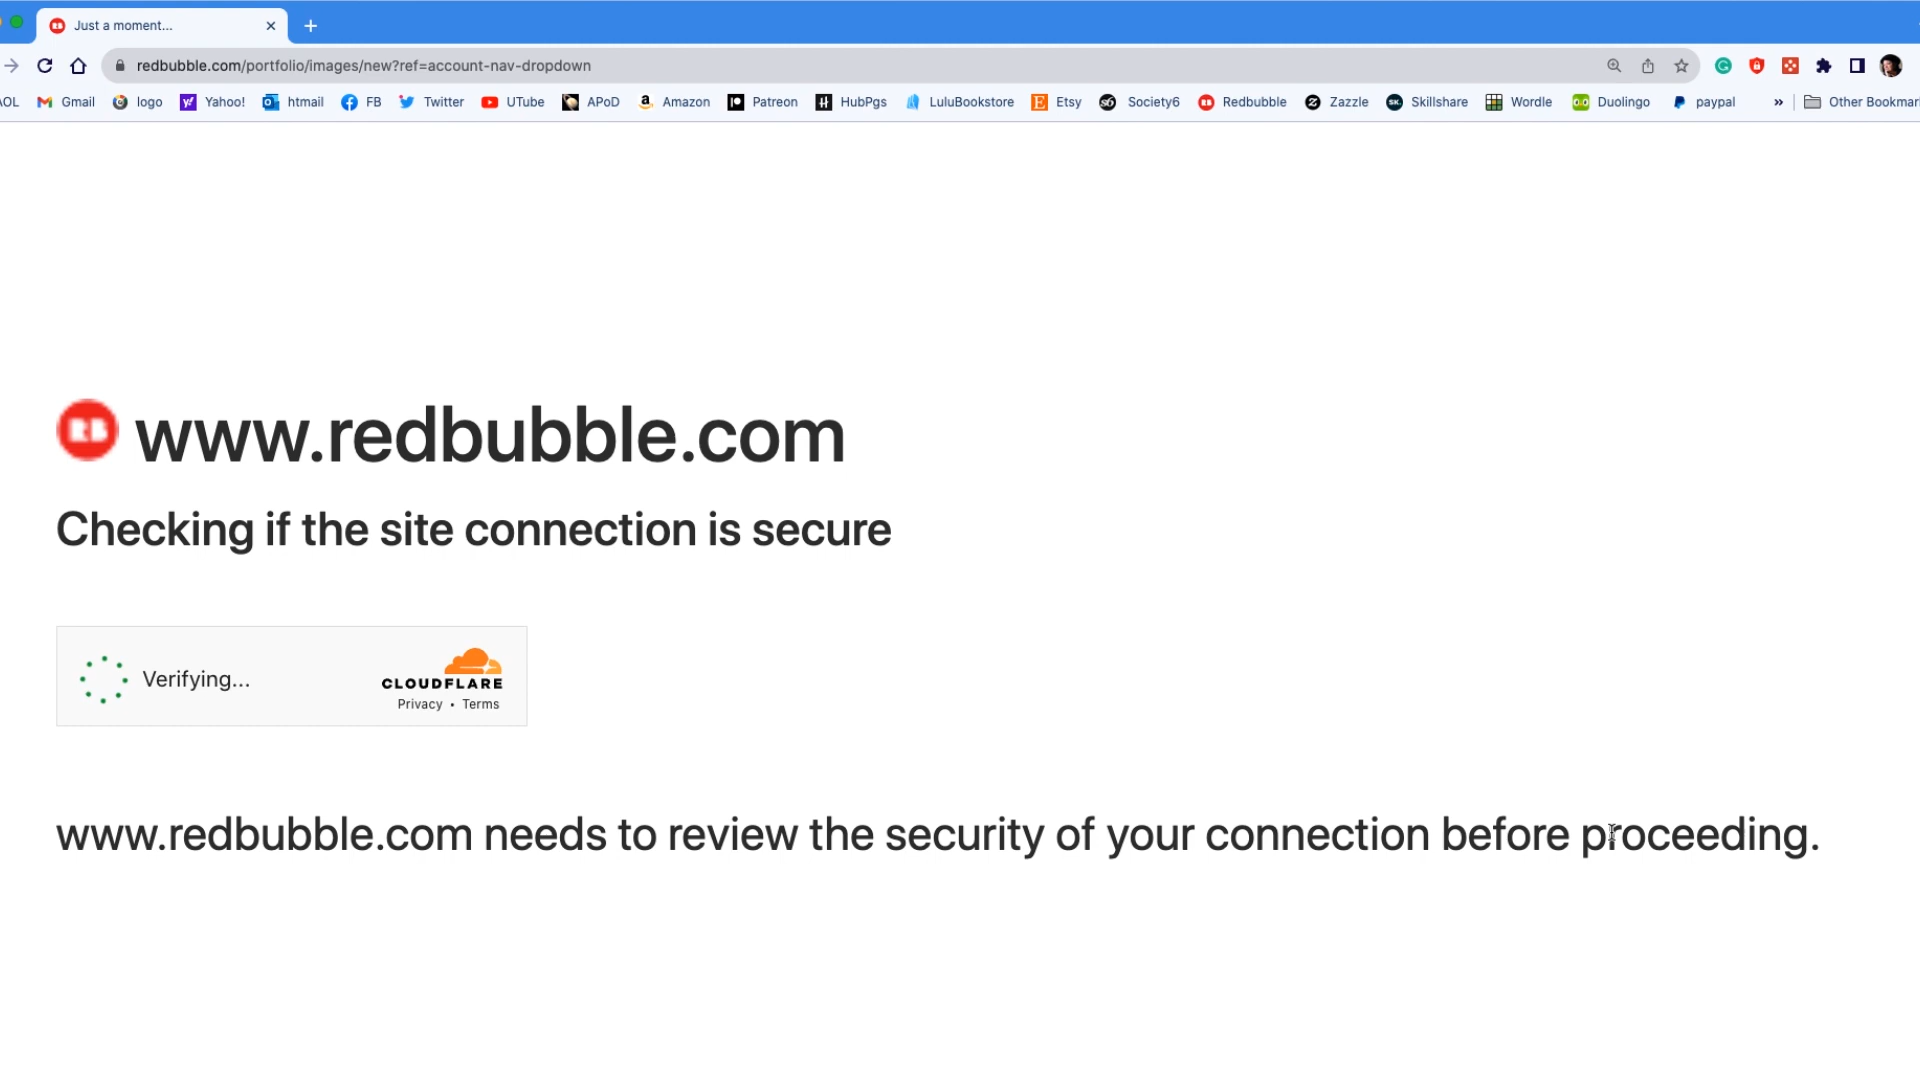 Just a moment...
redbubble.com/portfolio/images/new?ref=account-nav-dropdown
AOL Gmail logo Yahoo! htmail FB Twitter UTube APoD Amazon Patreon HubPgs LuluBookstore Etsy Society6 Redbubble Zazzle Skillshare Wordle Duolingo paypal » Other Bookmar
RB www.redbubble.com
Checking if the site connection is secure
Verifying...
CLOUDFLARE
Privacy • Terms
www.redbubble.com needs to review the security of your connection before proceeding.